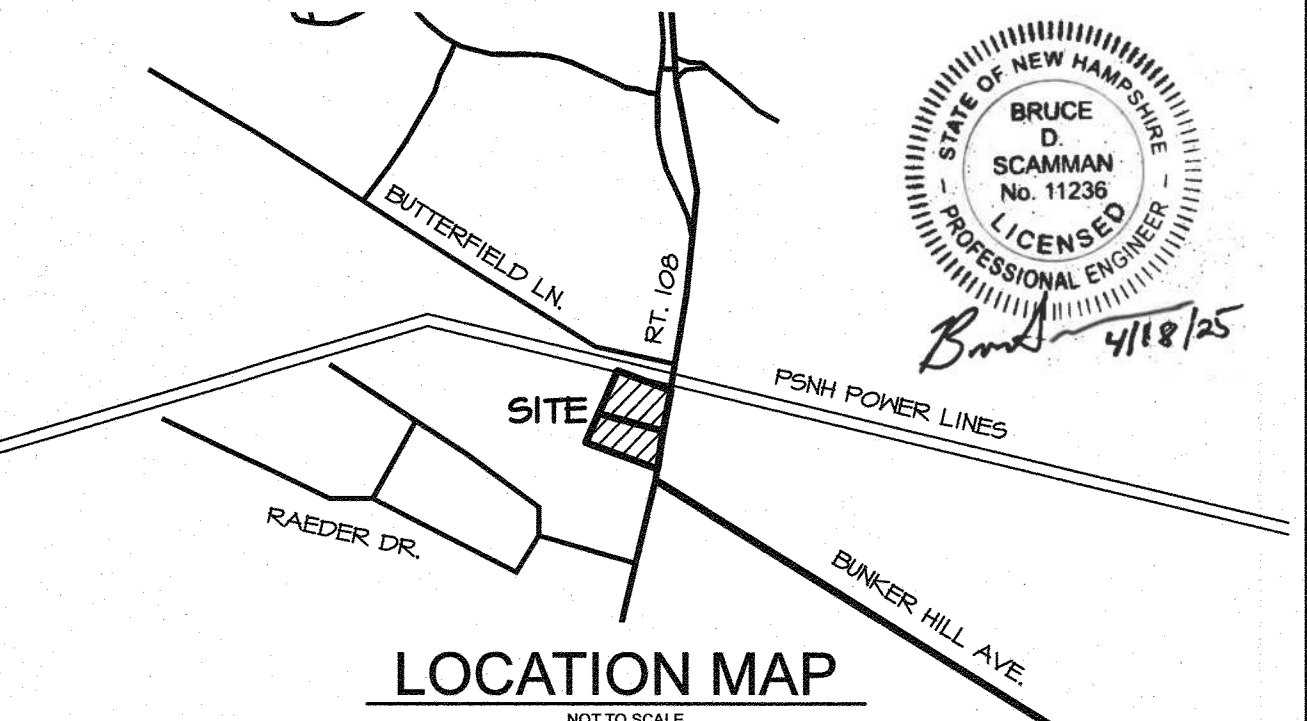 STATE OF NEW HAMPSHIRE
BRUCE
D.
SCAMMAN
No. 11236
LICENSED
PROFESSIONAL ENGINEER
4/18/25
BUTTERFIELD LN.
RT. 108
PSNH POWER LINES
SITE
RAEDER DR.
BUNKER HILL AVE.
LOCATION MAP
NOT TO SCALE